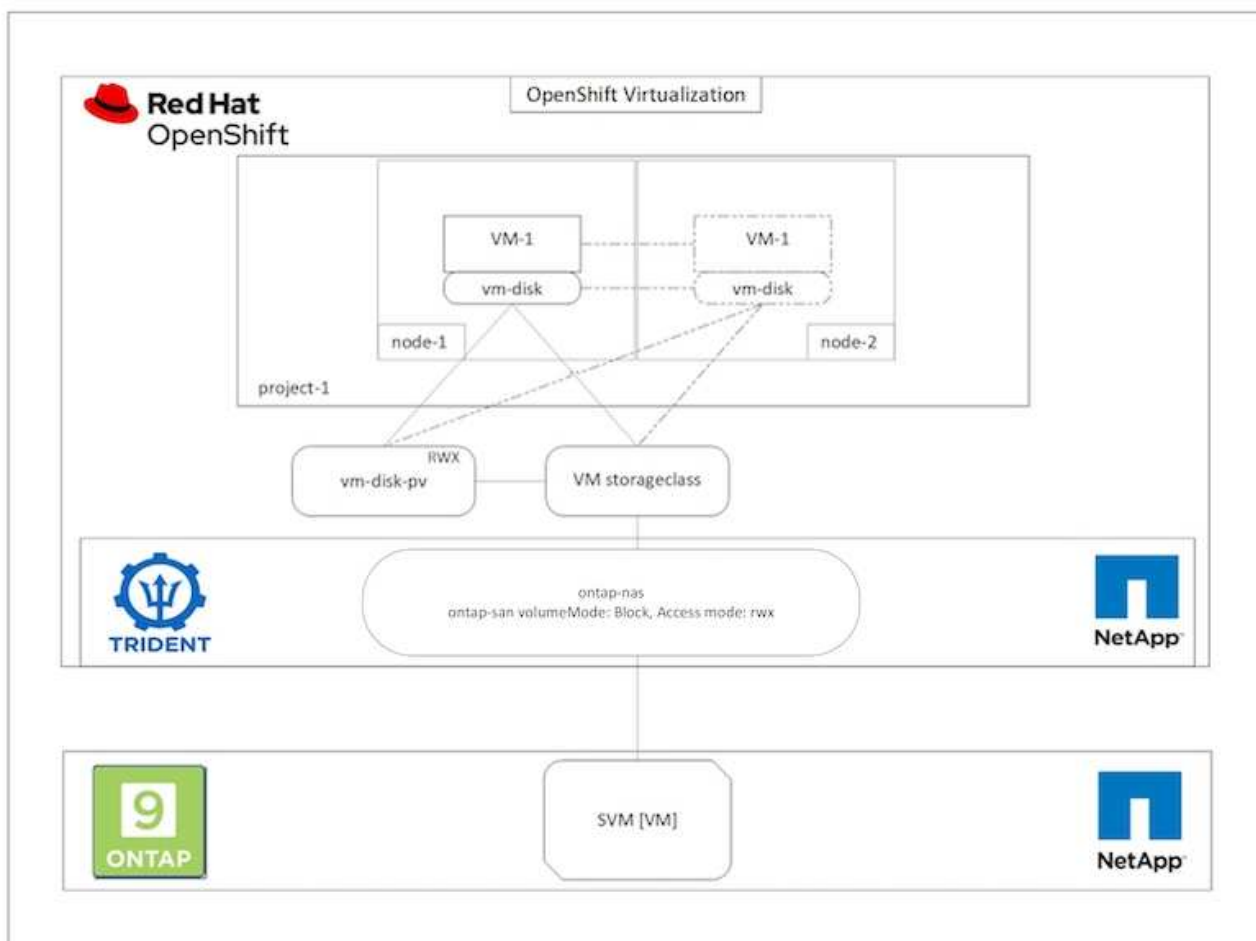 OpenShift Virtualization
Red Hat
OpenShift
VM-1
VM-1
vm-disk
vm-disk
node-1
node-2
project-1
RWX
vm-disk-pv
VM storageclass
ontap-nas
ontap-san volumeMode: Block, Access mode: rwx
TRIDENT
NetApp
SVM [VM]
9
ONTAP
NetApp